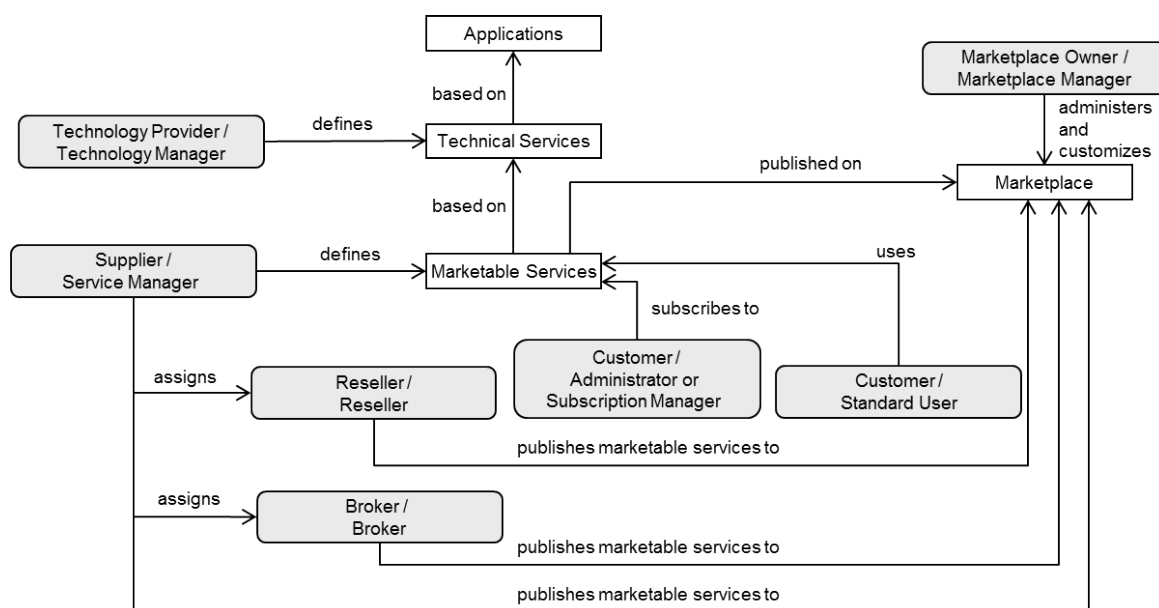 Applications
Marketplace Owner /
Marketplace Manager
based on
administers
and
customizes
Technology Provider /
Technology Manager
defines
Technical Services
published on
Marketplace
based on
Supplier /
Service Manager
defines
Marketable Services
uses
subscribes to
Customer /
Administrator or
Subscription Manager
Customer /
Standard User
assigns
Reseller /
Reseller
publishes marketable services to
assigns
Broker /
Broker
publishes marketable services to
publishes marketable services to